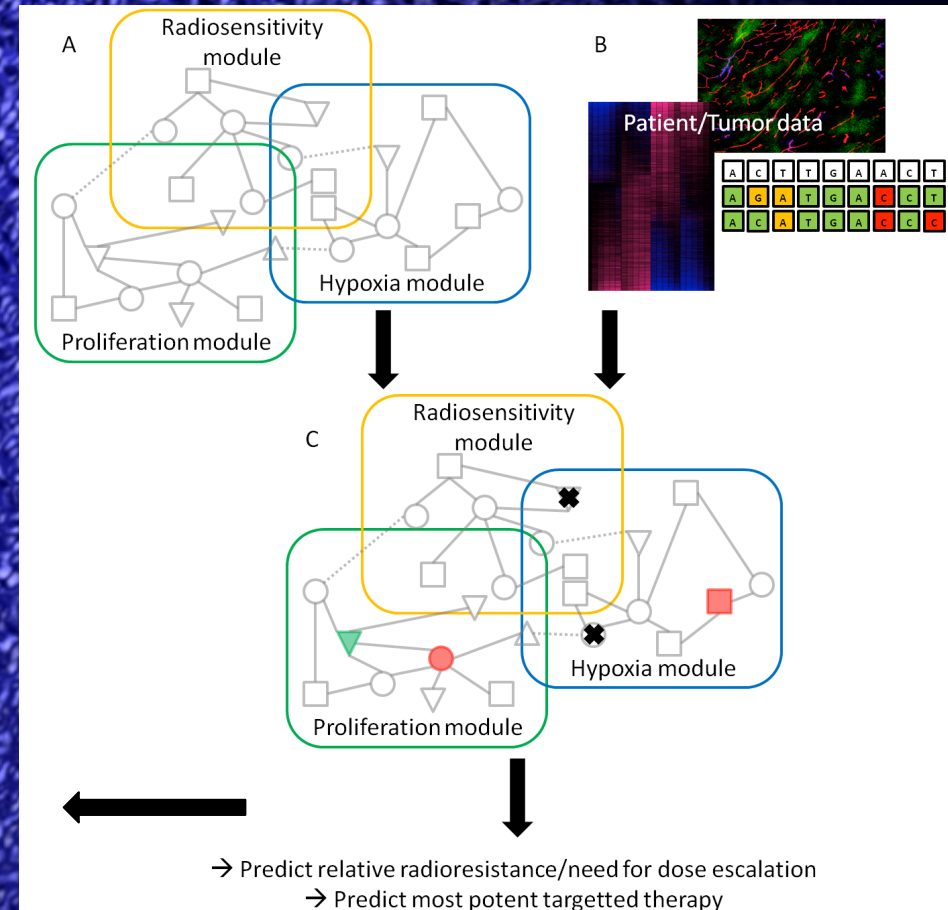 A
Radiosensitivity
module
Hypoxia module
Proliferation module
B
Patient/Tumor data
A C T T G A A C T
A G A T G A C C T
A C A T G A C C C
C
Radiosensitivity
module
Hypoxia module
Proliferation module
→ Predict relative radioresistance/need for dose escalation
→ Predict most potent targetted therapy